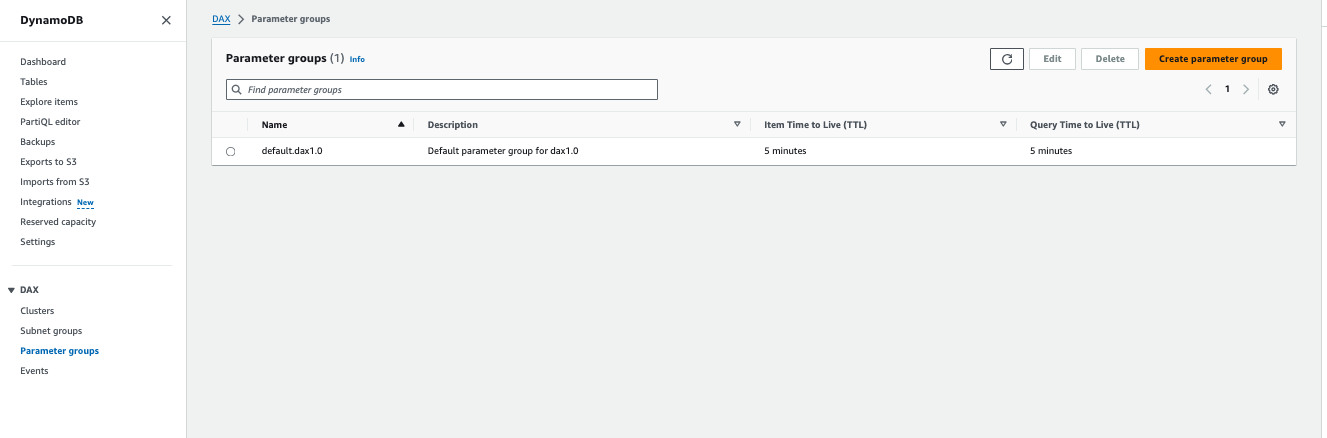 DynamoDB
Dashboard
Tables
Explore items
PartiQL editor
Backups
Exports to S3
Imports from S3
Integrations New
Reserved capacity
Settings
DAX
Clusters
Subnet groups
Parameter groups
Events
DAX Parameter groups
Parameter groups (1) Info
Edit Delete Create parameter group
Find parameter groups 1
Name Description Item Time to Live (TTL) Query Time to Live (TTL)
default.dax1.0 Default parameter group for dax1.0 5 minutes 5 minutes